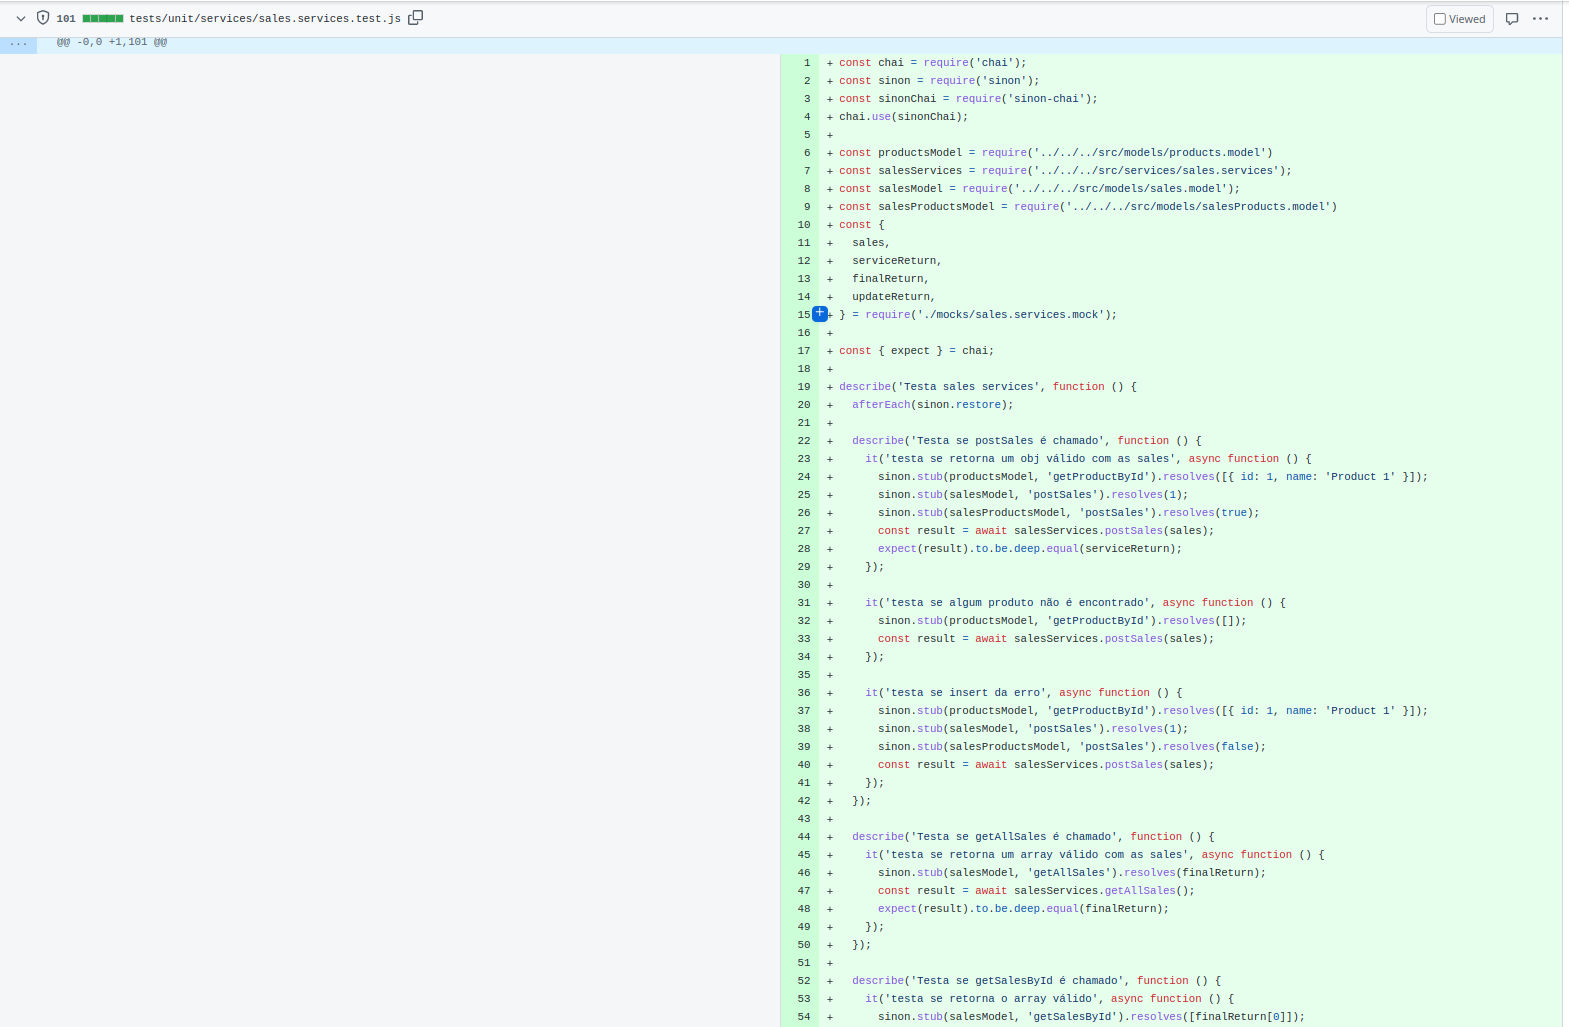 101 tests/unit/services/sales.services.test.js Viewed
... @@ -0,0 +1,101 @@
1 + const chai = require('chai');
2 + const sinon = require('sinon');
3 + const sinonChai = require('sinon-chai');
4 + chai.use(sinonChai);
5 +
6 + const productsModel = require('../../../src/models/products.model')
7 + const salesServices = require('../../../src/services/sales.services');
8 + const salesModel = require('../../../src/models/sales.model');
9 + const salesProductsModel = require('../../../src/models/salesProducts.model')
10 + const {
11 +   sales,
12 +   serviceReturn,
13 +   finalReturn,
14 +   updateReturn,
15 + } = require('./mocks/sales.services.mock');
16 +
17 + const { expect } = chai;
18 +
19 + describe('Testa sales services', function () {
20 +   afterEach(sinon.restore);
21 +
22 +   describe('Testa se postSales é chamado', function () {
23 +     it('testa se retorna um obj válido com as sales', async function () {
24 +       sinon.stub(productsModel, 'getProductById').resolves([{ id: 1, name: 'Product 1' }]);
25 +       sinon.stub(salesModel, 'postSales').resolves(1);
26 +       sinon.stub(salesProductsModel, 'postSales').resolves(true);
27 +       const result = await salesServices.postSales(sales);
28 +       expect(result).to.be.deep.equal(serviceReturn);
29 +     });
30 +
31 +     it('testa se algum produto não é encontrado', async function () {
32 +       sinon.stub(productsModel, 'getProductById').resolves([]);
33 +       const result = await salesServices.postSales(sales);
34 +     });
35 +
36 +     it('testa se insert da erro', async function () {
37 +       sinon.stub(productsModel, 'getProductById').resolves([{ id: 1, name: 'Product 1' }]);
38 +       sinon.stub(salesModel, 'postSales').resolves(1);
39 +       sinon.stub(salesProductsModel, 'postSales').resolves(false);
40 +       const result = await salesServices.postSales(sales);
41 +     });
42 +   });
43 +
44 +   describe('Testa se getAllSales é chamado', function () {
45 +     it('testa se retorna um array válido com as sales', async function () {
46 +       sinon.stub(salesModel, 'getAllSales').resolves(finalReturn);
47 +       const result = await salesServices.getAllSales();
48 +       expect(result).to.be.deep.equal(finalReturn);
49 +     });
50 +   });
51 +
52 +   describe('Testa se getSalesById é chamado', function () {
53 +     it('testa se retorna o array válido', async function () {
54 +       sinon.stub(salesModel, 'getSalesById').resolves([finalReturn[0]]);